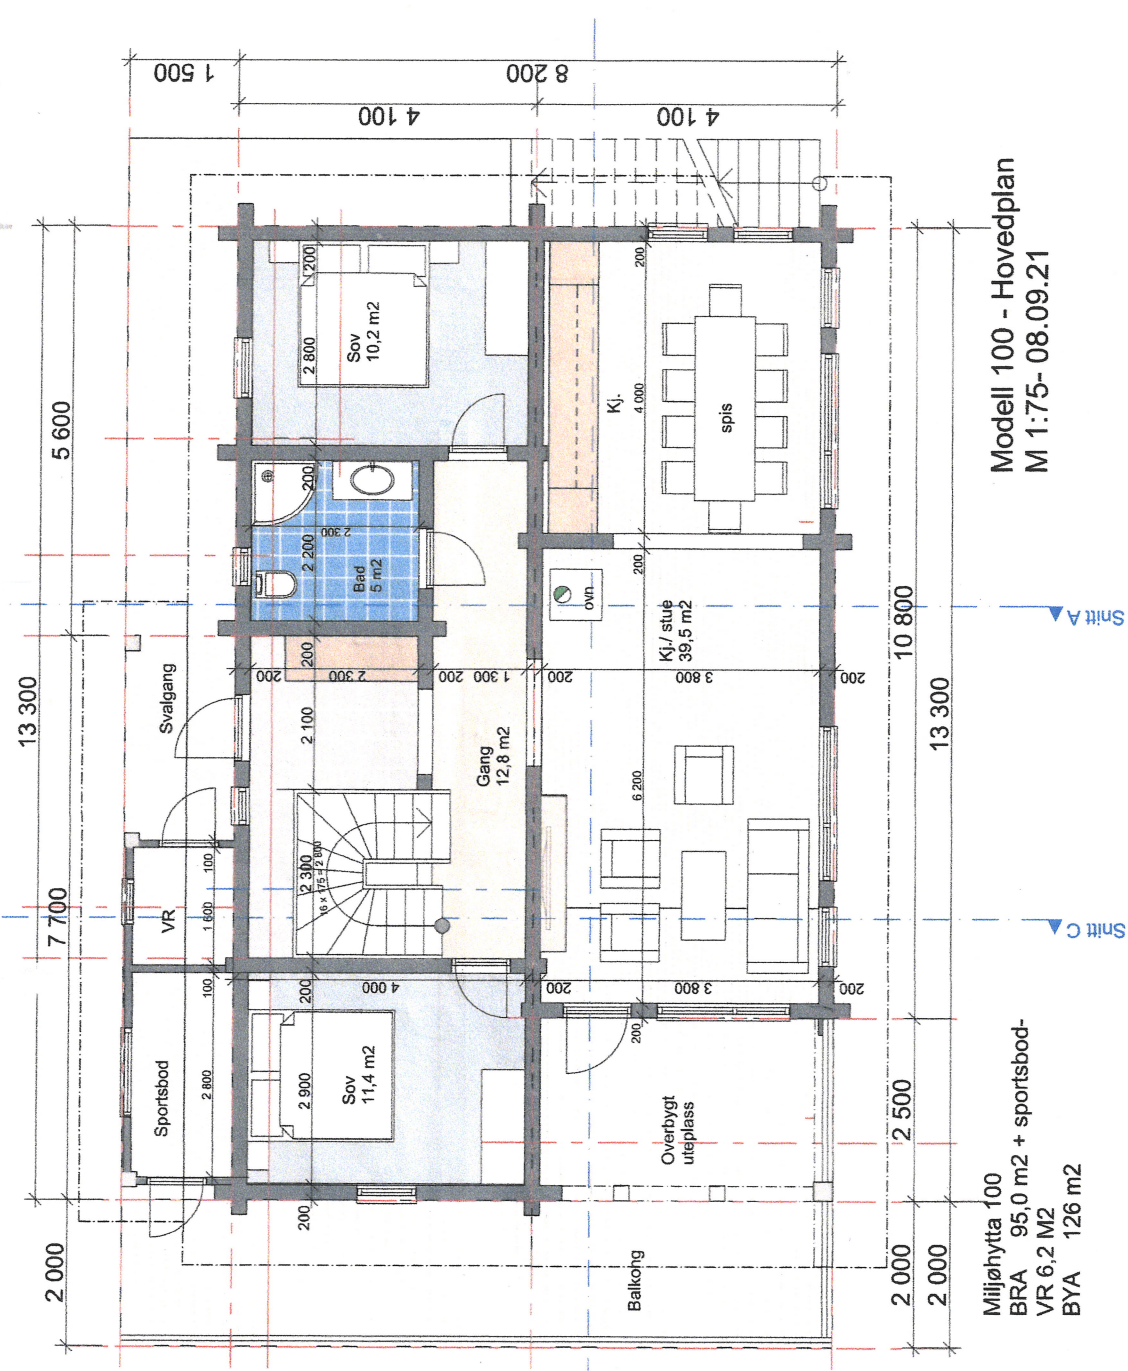 Modell 100 - Hovedplan
M 1:75- 08.09.21
Miljøhytta 100
BRA 95,0 m2 + sportsbod-
VR 6,2 M2
BYA 126 m2
1 500
8 200
4 100
4 100
13 300
5 600
7 700
2 000
10 800
13 300
2 500
2 000
2 000
Snitt A
Snitt C
Svalgang
VR
Sportsbod
Balkong
Overbygt
uteplass
Sov
10,2 m2
Sov
11,4 m2
Bad
5 m2
Gang
12,8 m2
Kj./ stue
39,5 m2
Kj.
spis
ovn
200
2 800
200
2 200
2 300
200
2 100
2 300
16 x 175 = 2 800
200
2 900
200
200
2 300
200
1 300
200
3 800
200
4 000
200
3 800
200
200
4 000
200
6 200
200
100
1 600
100
2 800